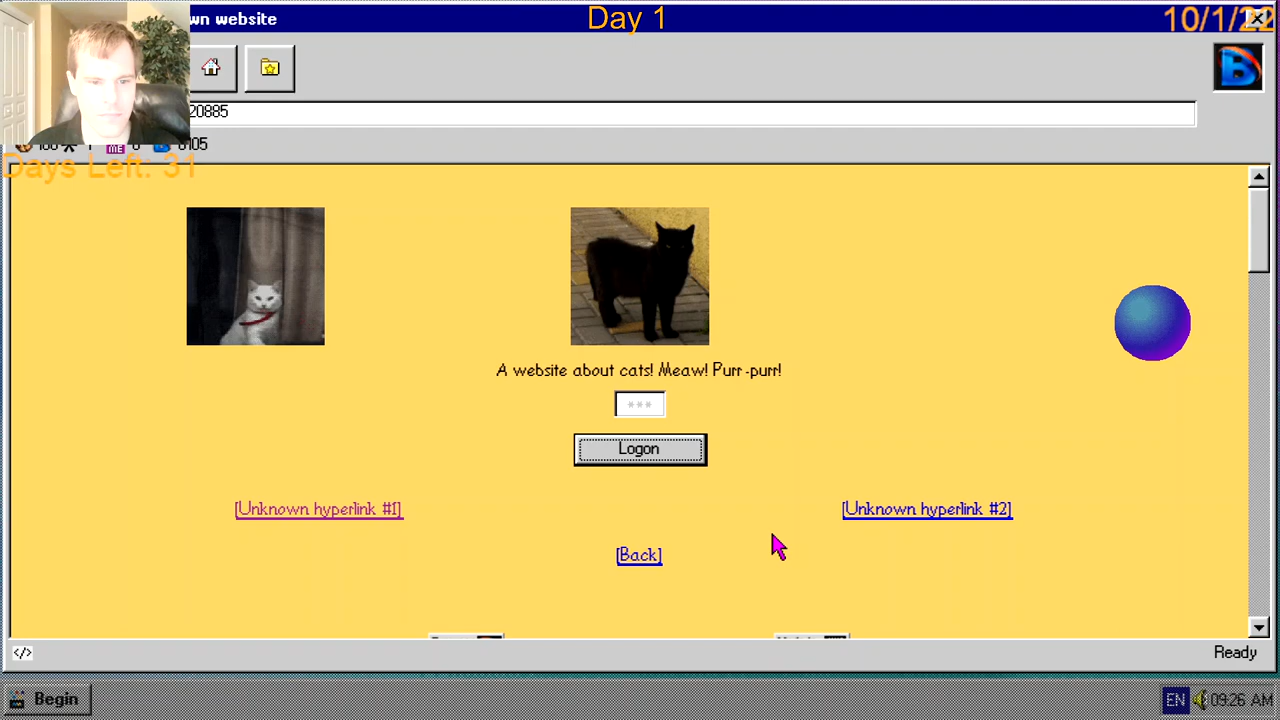 wn website
Day 1
10/1/22
20885
Days Left: 31
A website about cats! Meaw! Purr-purr!
***
Logon
[Unknown hyperlink #1]
[Unknown hyperlink #2]
[Back]
</>
Ready
Begin
EN
09:26 AM